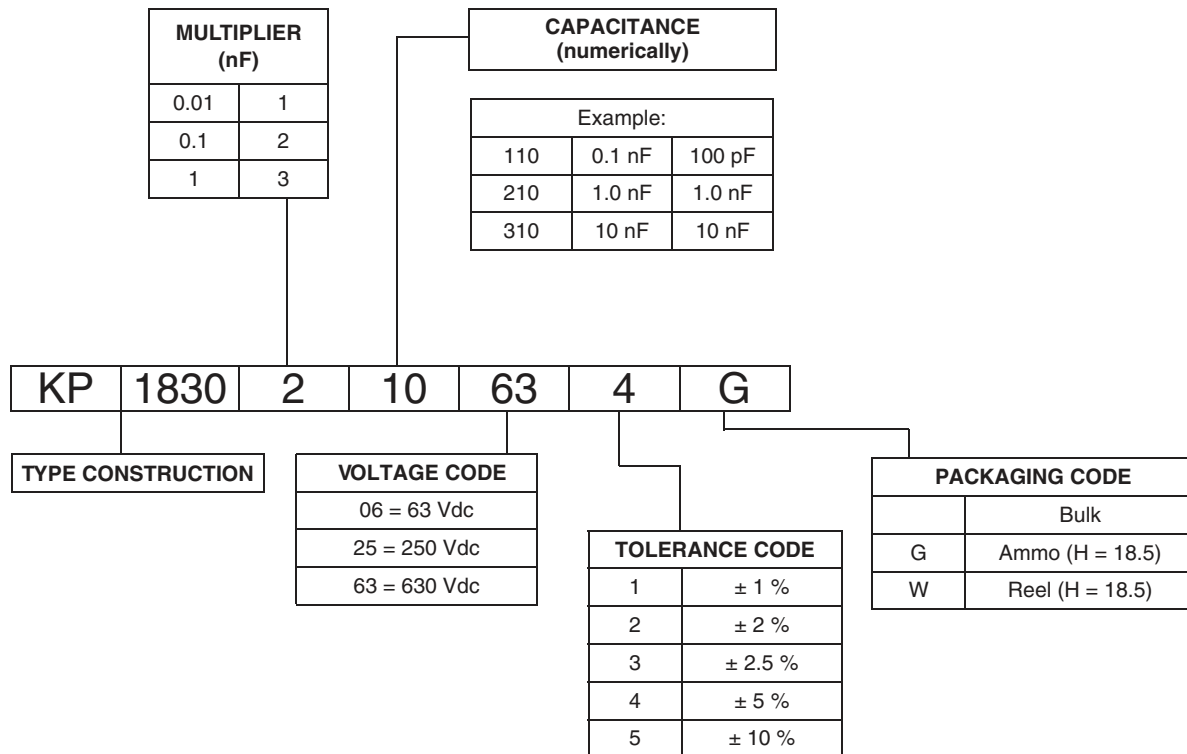 MULTIPLIER
(nF)
0.01 1
0.1 2
1 3
CAPACITANCE
(numerically)
Example:
110 0.1 nF 100 pF
210 1.0 nF 1.0 nF
310 10 nF 10 nF
KP 1830 2 10 63 4 G
TYPE CONSTRUCTION
VOLTAGE CODE
06 = 63 Vdc
25 = 250 Vdc
63 = 630 Vdc
TOLERANCE CODE
1 ± 1 %
2 ± 2 %
3 ± 2.5 %
4 ± 5 %
5 ± 10 %
PACKAGING CODE
Bulk
G Ammo (H = 18.5)
W Reel (H = 18.5)